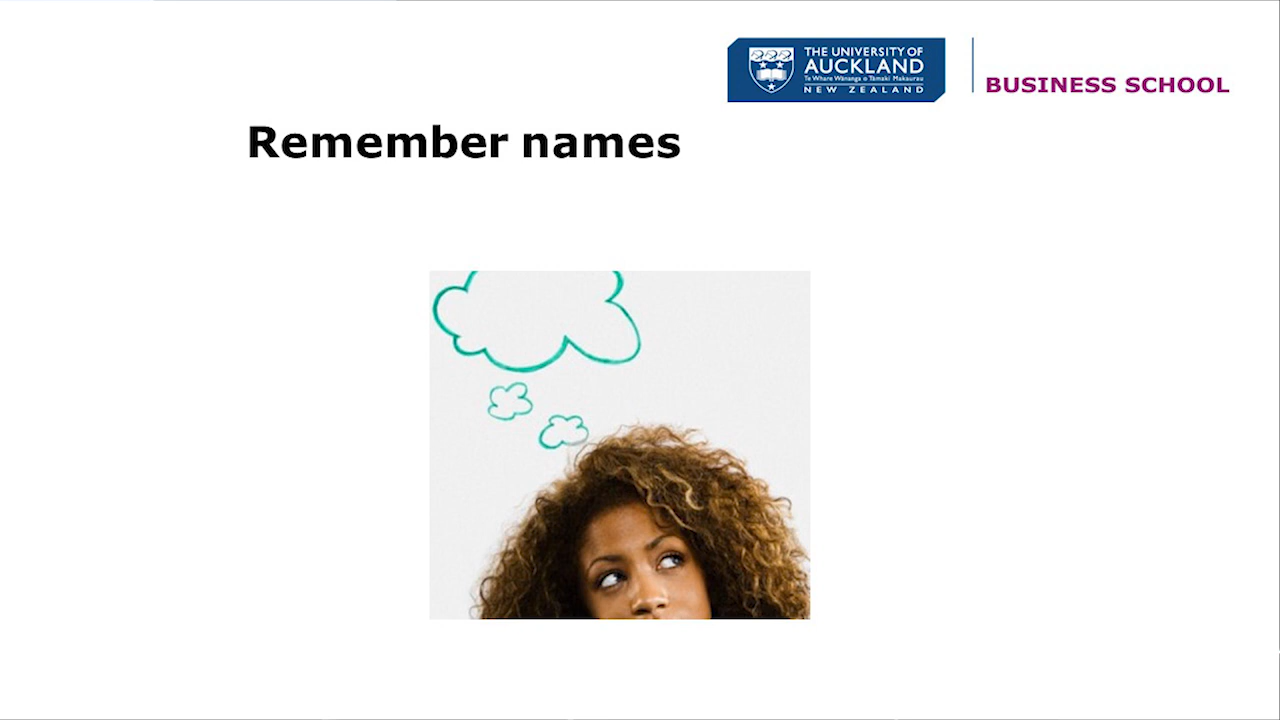 THE UNIVERSITY OF
AUCKLAND
Te Whare Wānanga o Tāmaki Makaurau
NEW ZEALAND
BUSINESS SCHOOL
Remember names